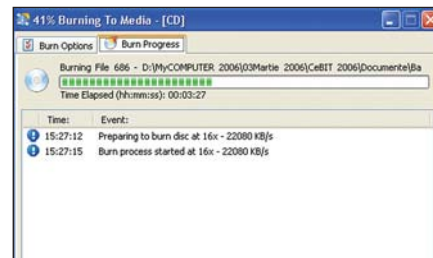 41% Burning To Media - [CD]
Burn Options
Burn Progress
Burning File 686 - D:\MyCOMPUTER 2006\03Martie 2006\CeBIT 2006\Documente\Ba
Time Elapsed (hh:mm:ss): 00:03:27
Time: Event:
15:27:12 Preparing to burn disc at 16x - 22080 KB/s
15:27:15 Burn process started at 16x - 22080 KB/s